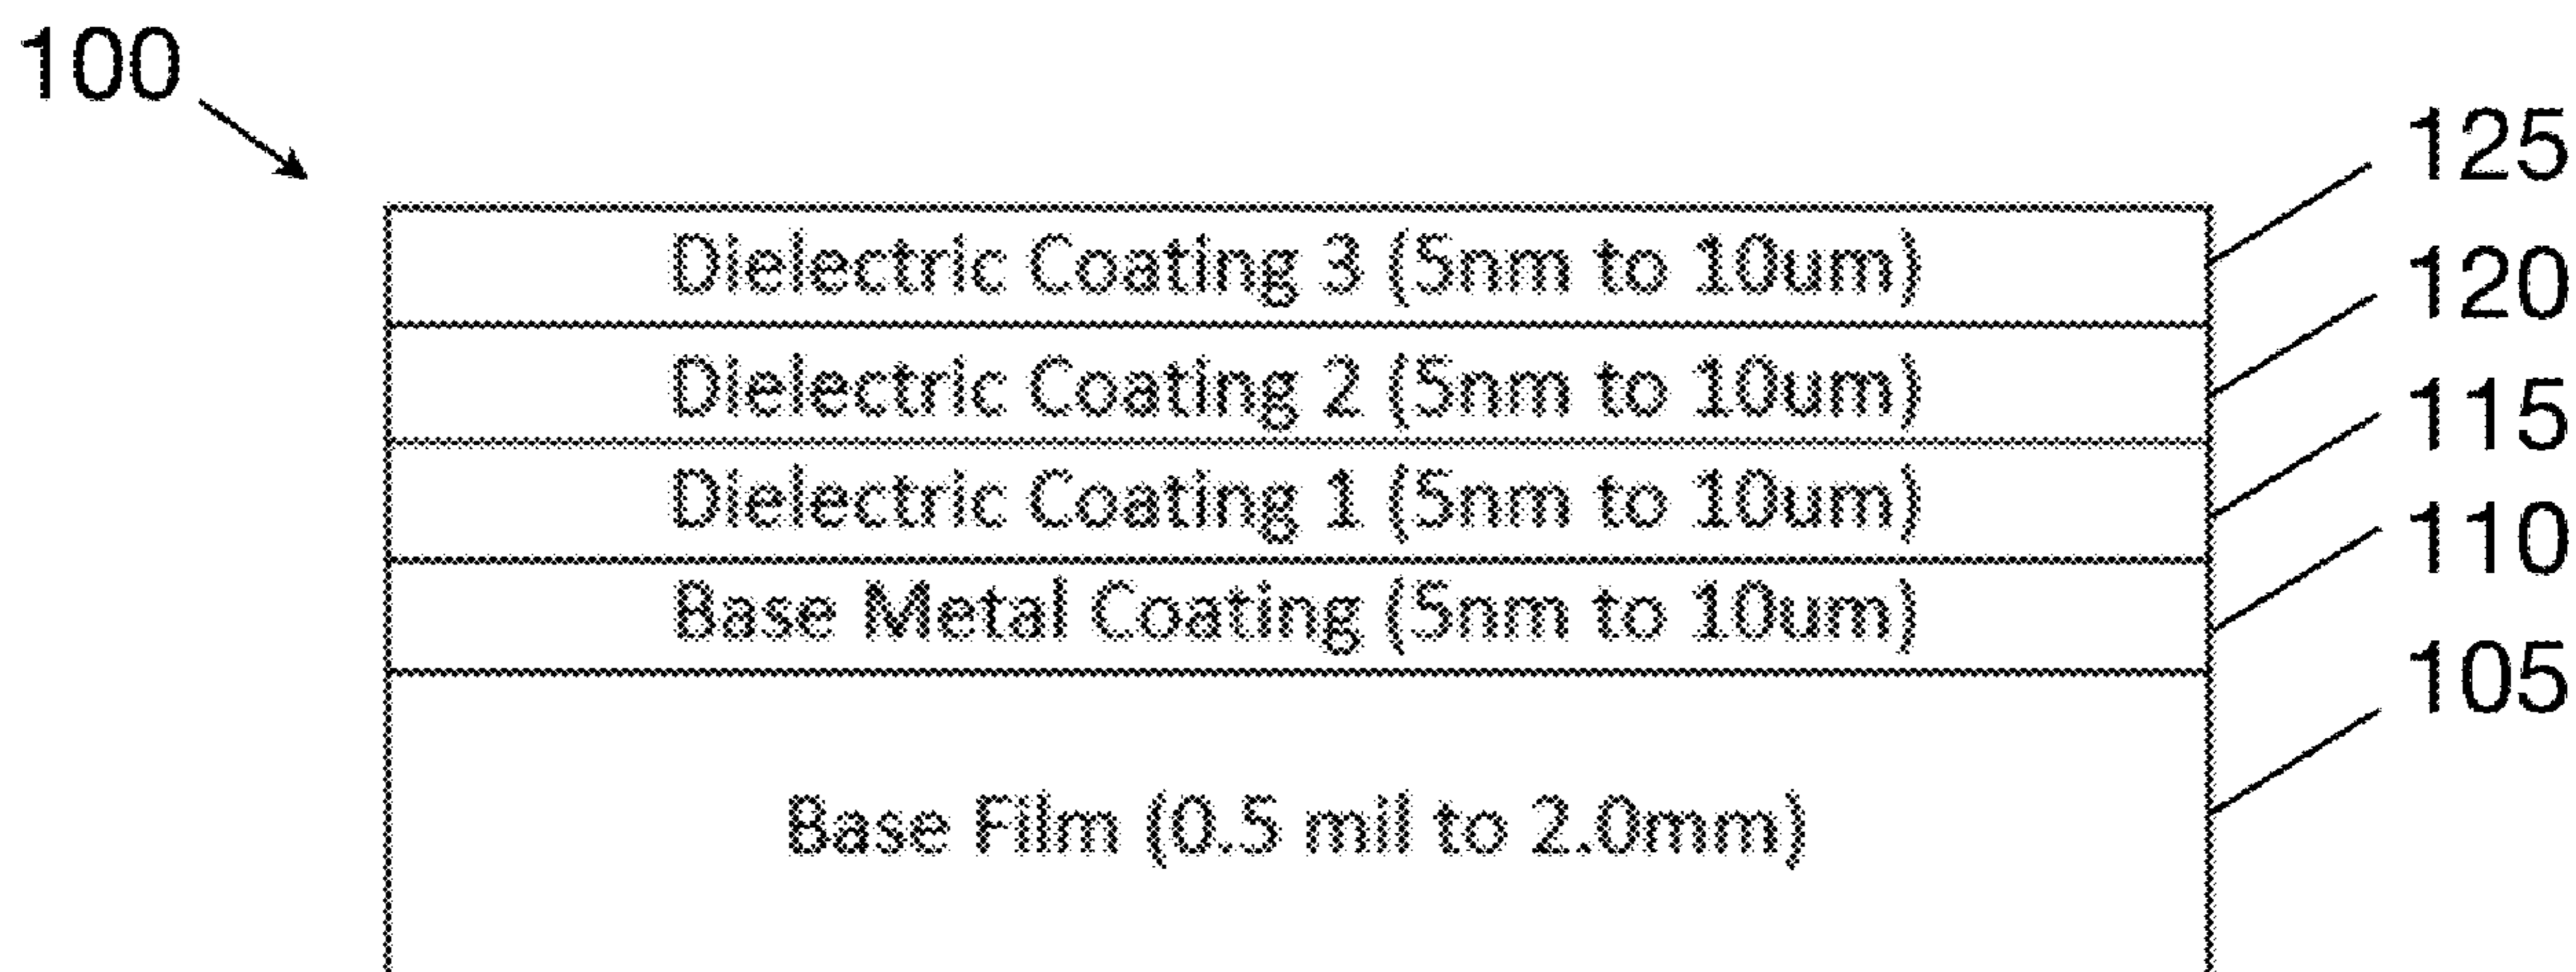 100
125
Dielectric Coating 3 (5nm to 10um)
120
Dielectric Coating 2 (5nm to 10um)
115
Dielectric Coating 1 (5nm to 10um)
110
Base Metal Coating (5nm to 10um)
105
Base Film (0.5 mil to 2.0mm)